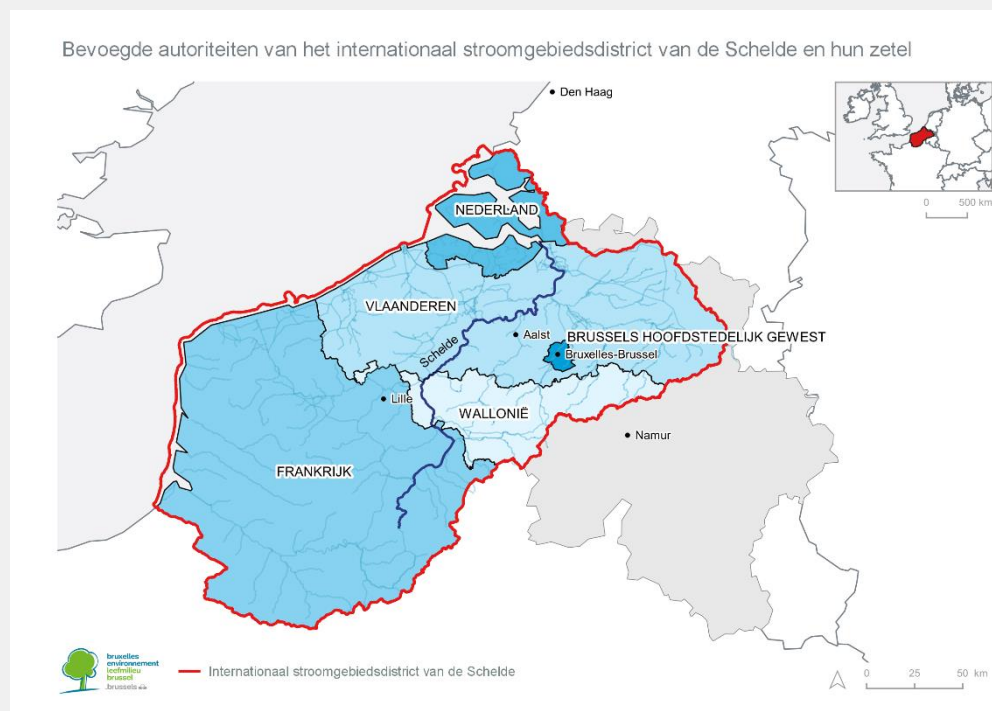 Bevoegde autoriteiten van het internationaal stroomgebiedsdistrict van de Schelde en hun zetel
Den Haag
0 500 km
NEDERLAND
VLAANDEREN
Aalst
BRUSSELS HOOFDSTEDELIJK GEWEST
Schelde
Bruxelles-Brussel
Lille
WALLONIË
Namur
FRANKRIJK
bruxelles
environnement
leefmilieu
brussel
.brussels
Internationaal stroomgebiedsdistrict van de Schelde
0 25 50 km